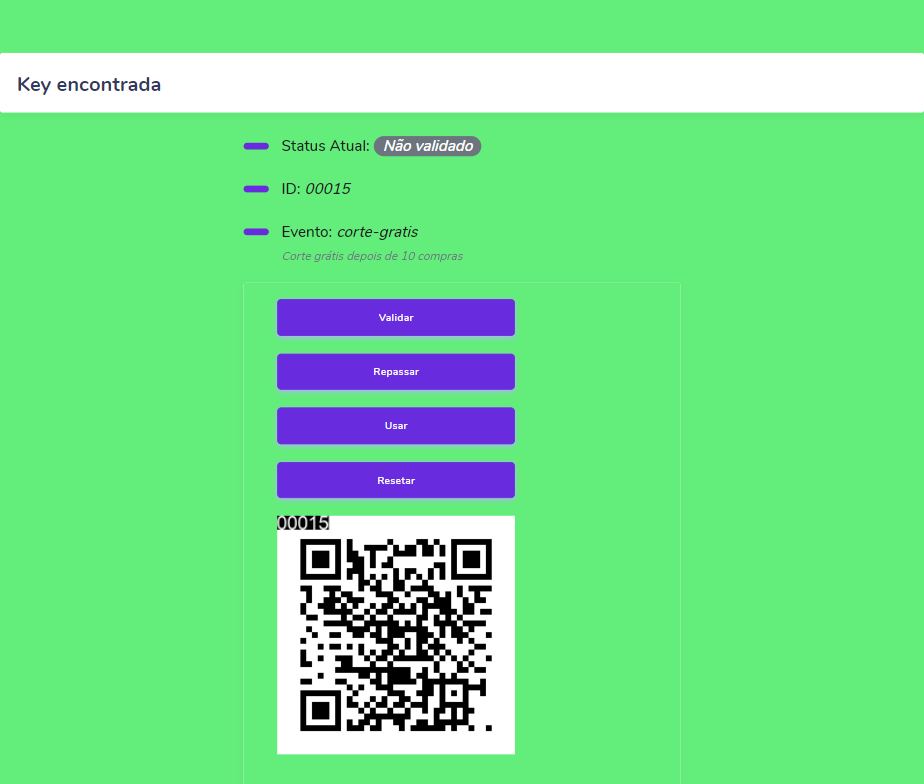 Key encontrada
Status Atual: Não validado
ID: 00015
Evento: corte-gratis
Corte grátis depois de 10 compras
Validar
Repassar
Usar
Resetar
00015